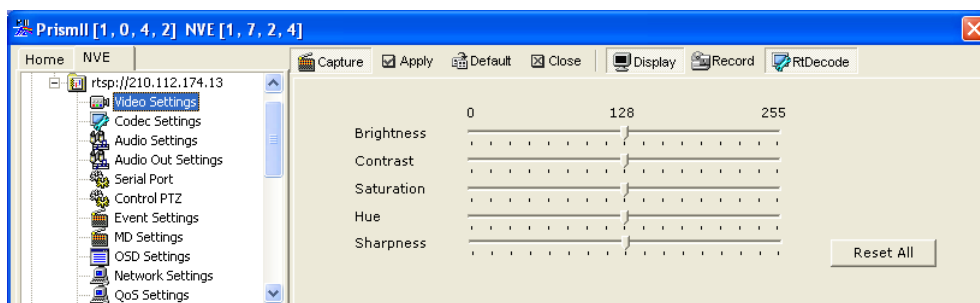 PrismII [1, 0, 4, 2] NVE [1, 7, 2, 4]
Home NVE
Capture Apply Default Close Display Record RtDecode
rtsp://210.112.174.13
Video Settings
Codec Settings
Audio Settings
Audio Out Settings
Serial Port
Control PTZ
Event Settings
MD Settings
OSD Settings
Network Settings
QoS Settings
0 128 255
Brightness
Contrast
Saturation
Hue
Sharpness
Reset All